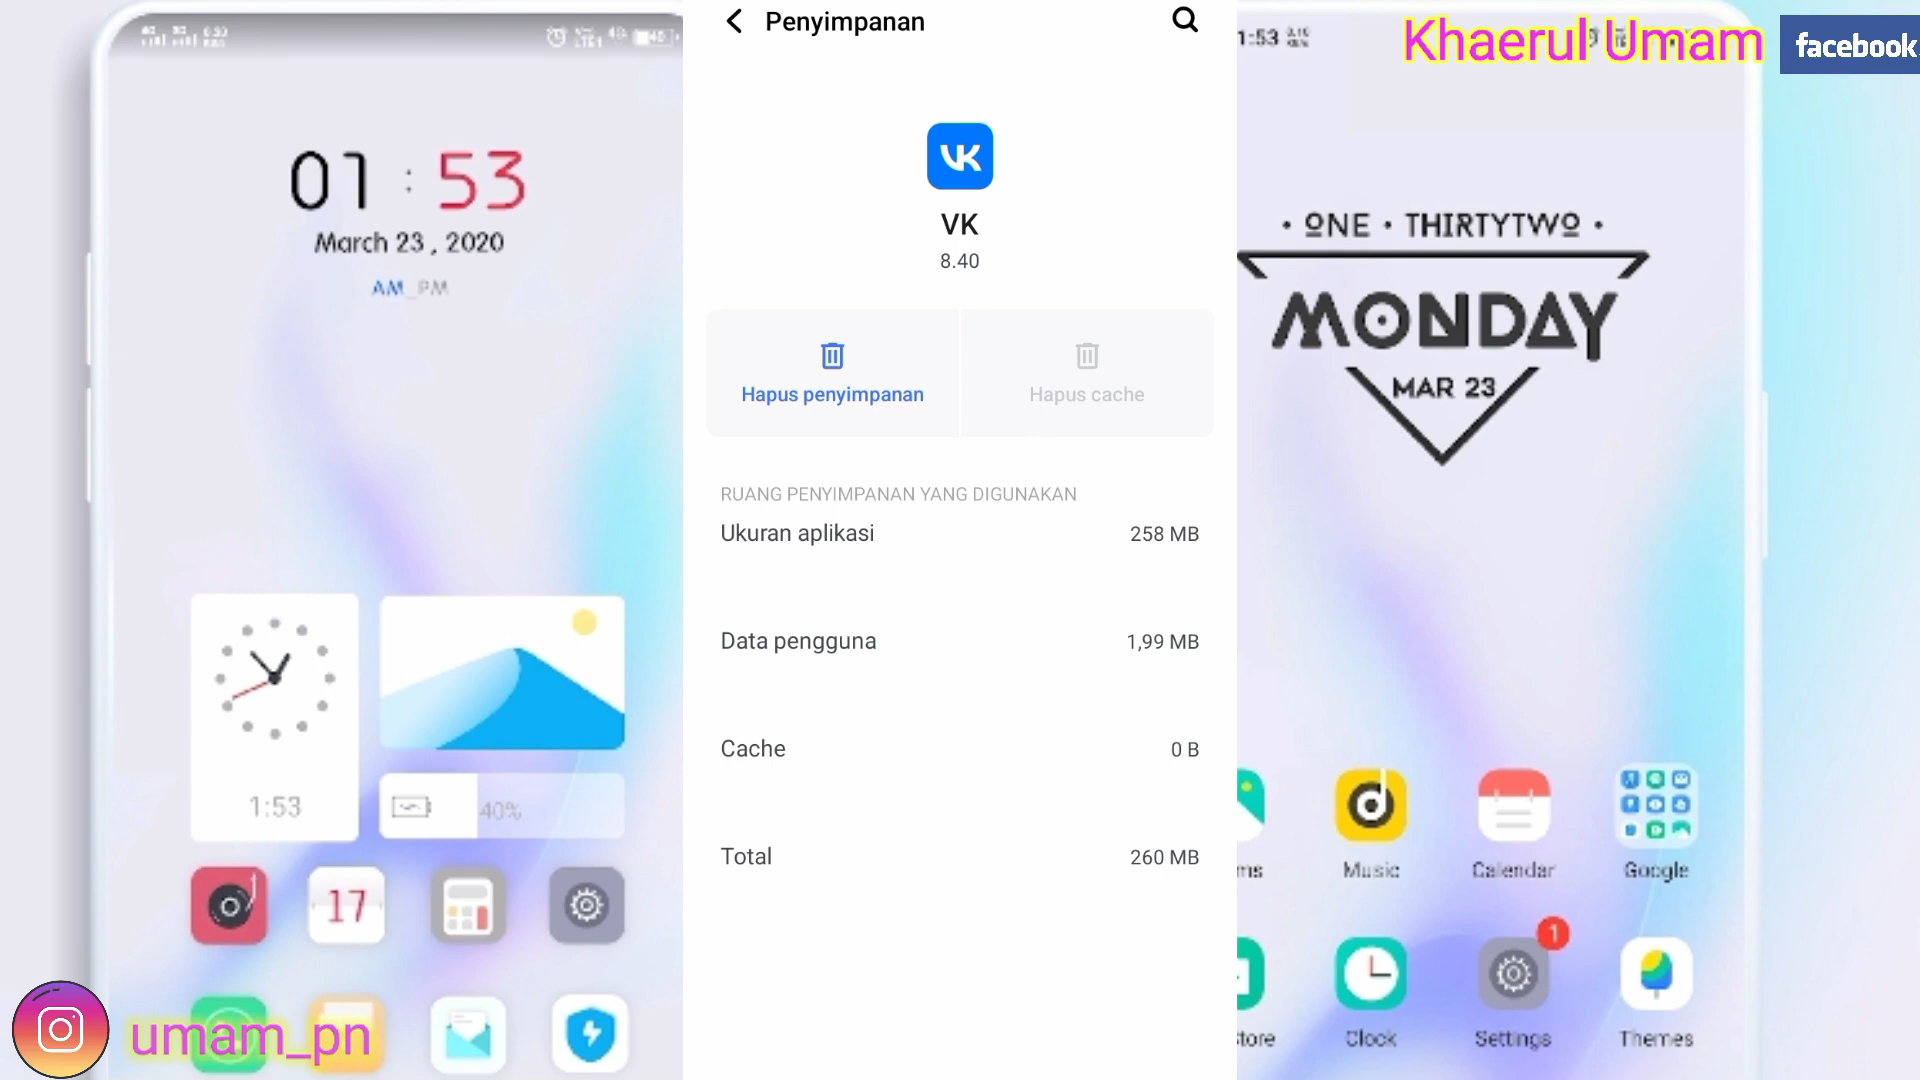 01 : 53
March 23 , 2020
AM_PM
1:53
40%
17
umam_pn
Penyimpanan
VK
VK
8.40
Hapus penyimpanan
Hapus cache
RUANG PENYIMPANAN YANG DIGUNAKAN
Ukuran aplikasi
258 MB
Data pengguna
1,99 MB
Cache
0 B
Total
260 MB
1:53
Khaerul Umam
facebook
• ONE • THIRTYTWO •
MONDAY
MAR 23
Music
Calendar
Google
1
Clock
Settings
Themes